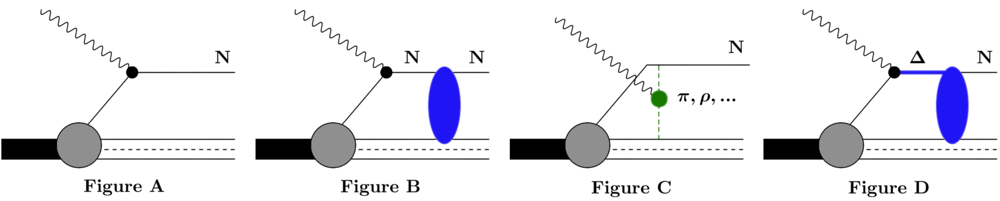 N
Figure A
N N
Figure B
N
π, ρ, ...
Figure C
Δ N
Figure D